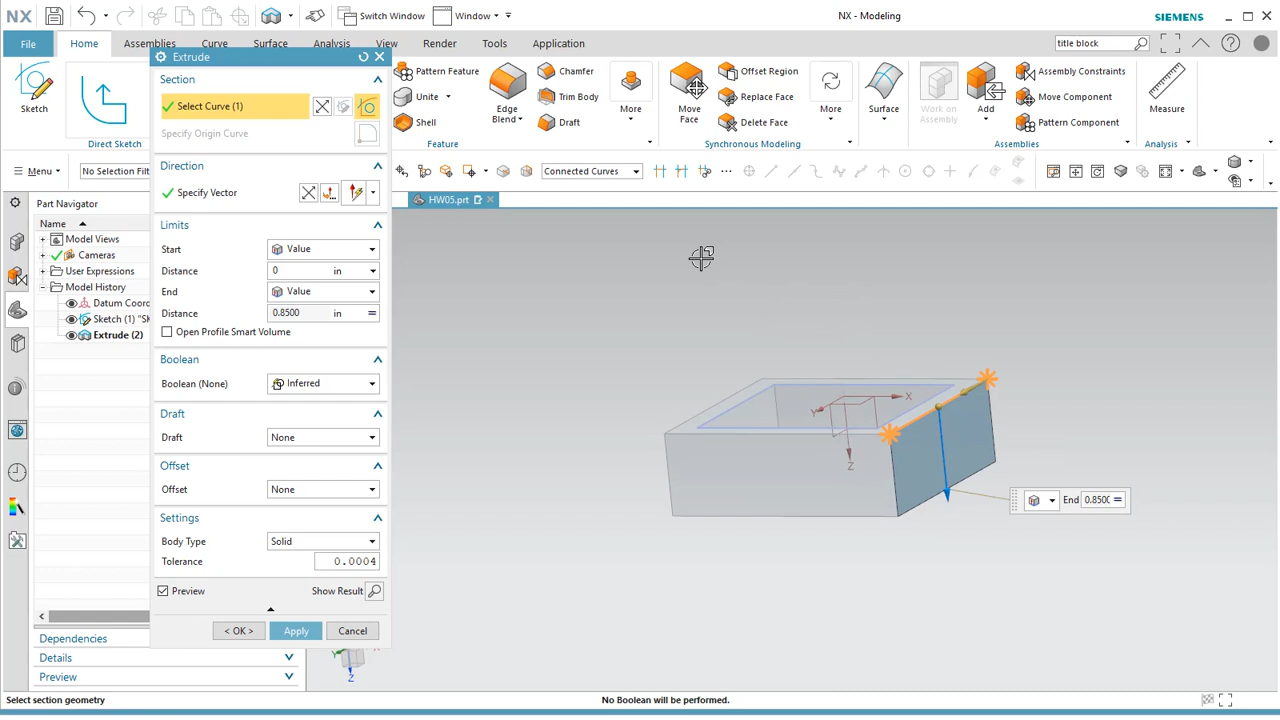 NX
Switch Window
Window
NX - Modeling
SIEMENS
File
Home
Assemblies
Curve
Surface
Analysis
View
Render
Tools
Application
title block
Sketch
Direct Sketch
Pattern Feature
Unite
Shell
Edge
Blend
Chamfer
Trim Body
Draft
More
Feature
Move
Face
Offset Region
Replace Face
Delete Face
More
Synchronous Modeling
Surface
Work on
Assembly
Add
Assembly Constraints
Move Component
Pattern Component
Assemblies
Measure
Analysis
Menu
No Selection Filt
Connected Curves
Part Navigator
Name
Model Views
Cameras
User Expressions
Model History
Datum Coord
Sketch (1) "SK
Extrude (2)
Dependencies
Details
Preview
HW05.prt
Extrude
Section
Select Curve (1)
Specify Origin Curve
Direction
Specify Vector
Limits
Start Value
Distance 0 in
End Value
Distance 0.8500 in =
Open Profile Smart Volume
Boolean
Boolean (None) Inferred
Draft
Draft None
Offset
Offset None
Settings
Body Type Solid
Tolerance 0.0004
Preview Show Result
< OK > Apply Cancel
X
Y
Z
End 0.850 =
Z
Select section geometry
No Boolean will be performed.